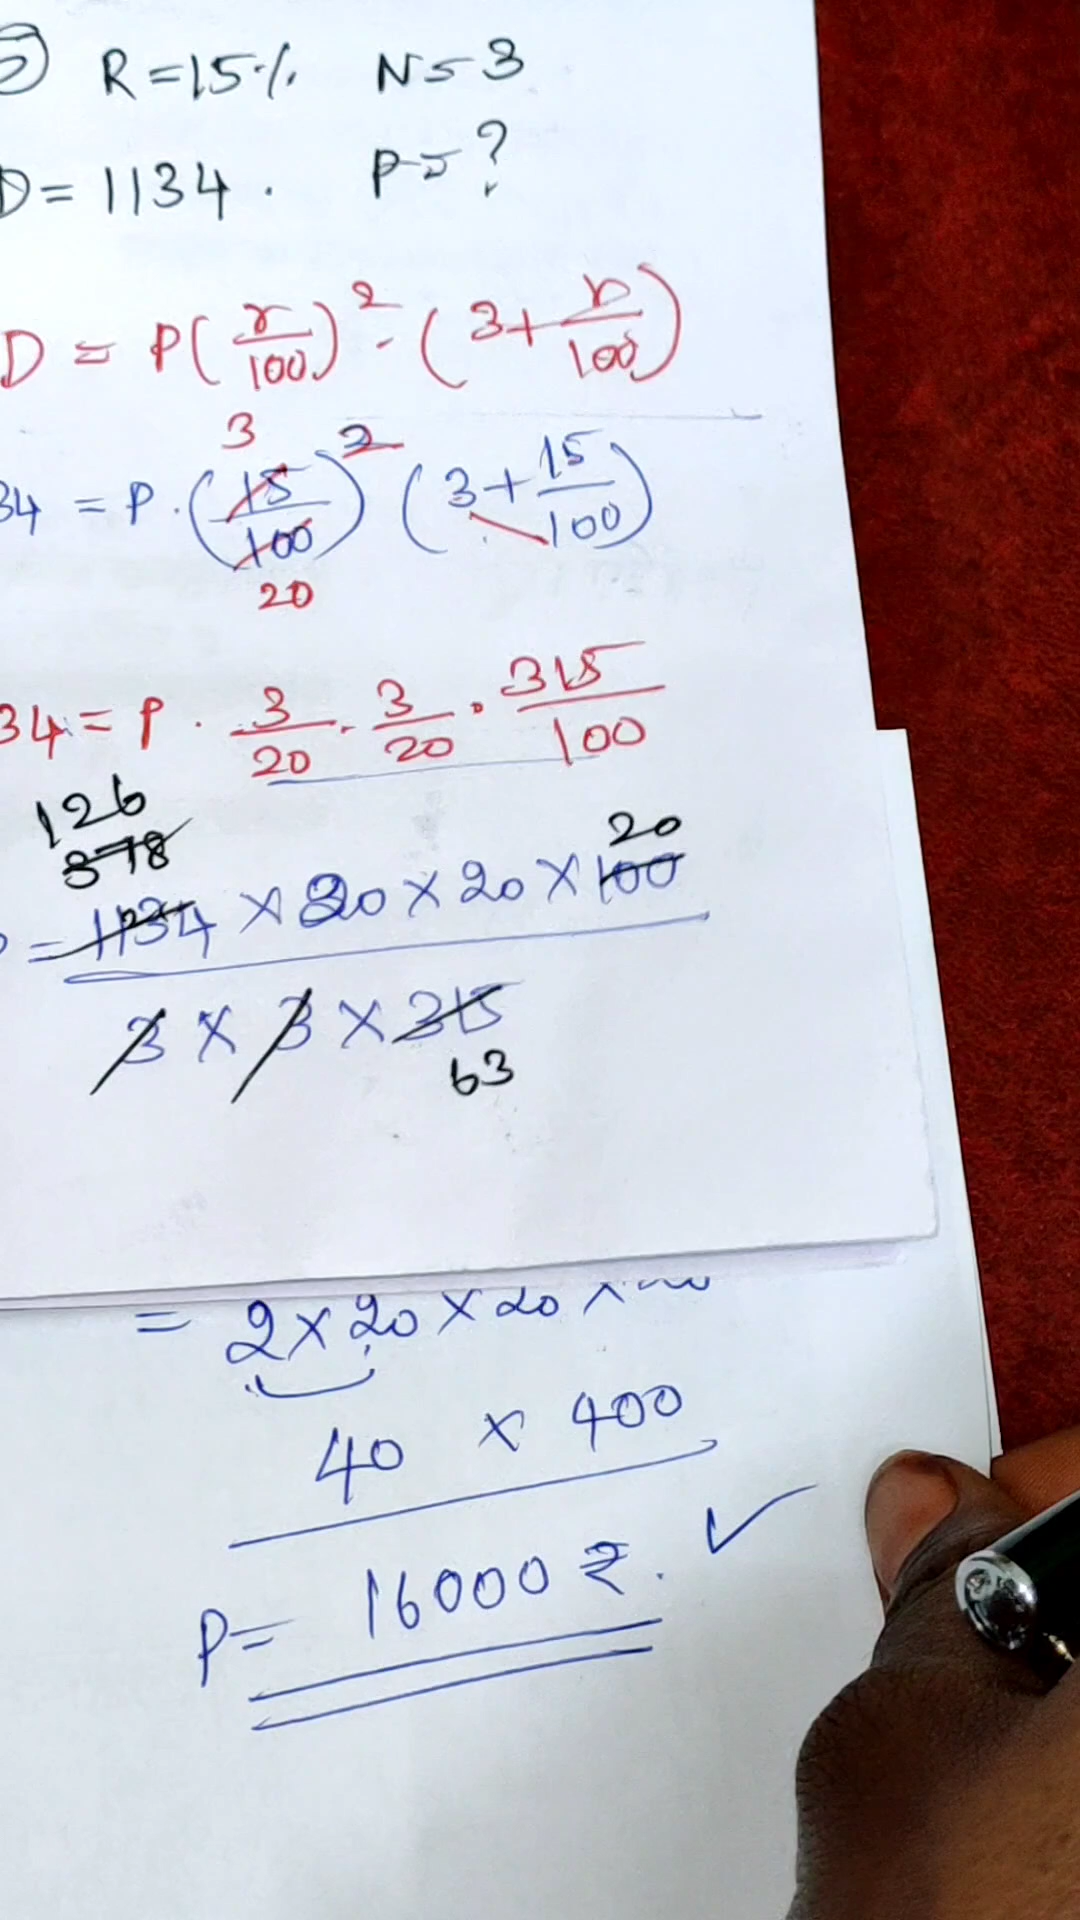 R=15% N=3
D= 1134. P=?
D = P(r/100)² . (3+r/100)
3
34 = P.(15/100)² (3+15/100)
20
34= P . 3/20 . 3/20 . 315/100
126
378 20
= 1134 × 20 × 20 × 100
3 × 3 × 315
63
= 2 × 20 × 20 ×
40 × 400
P= 16000 ₹. ✓